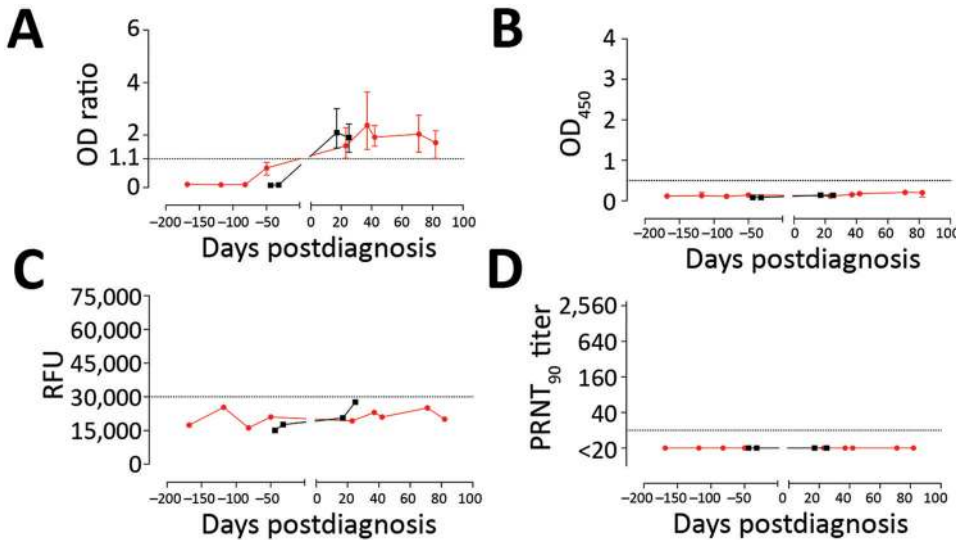 A
OD ratio
6
4
2
1.1
0
−200 −150 −100 −50 0 20 40 60 80 100
Days postdiagnosis
B
OD450
4
3
2
1
0
−200 −150 −100 −50 0 20 40 60 80 100
Days postdiagnosis
C
RFU
75,000
60,000
45,000
30,000
15,000
0
−200 −150 −100 −50 0 20 40 60 80 100
Days postdiagnosis
D
PRNT90 titer
2,560
640
160
40
<20
−200 −150 −100 −50 0 20 40 60 80 100
Days postdiagnosis